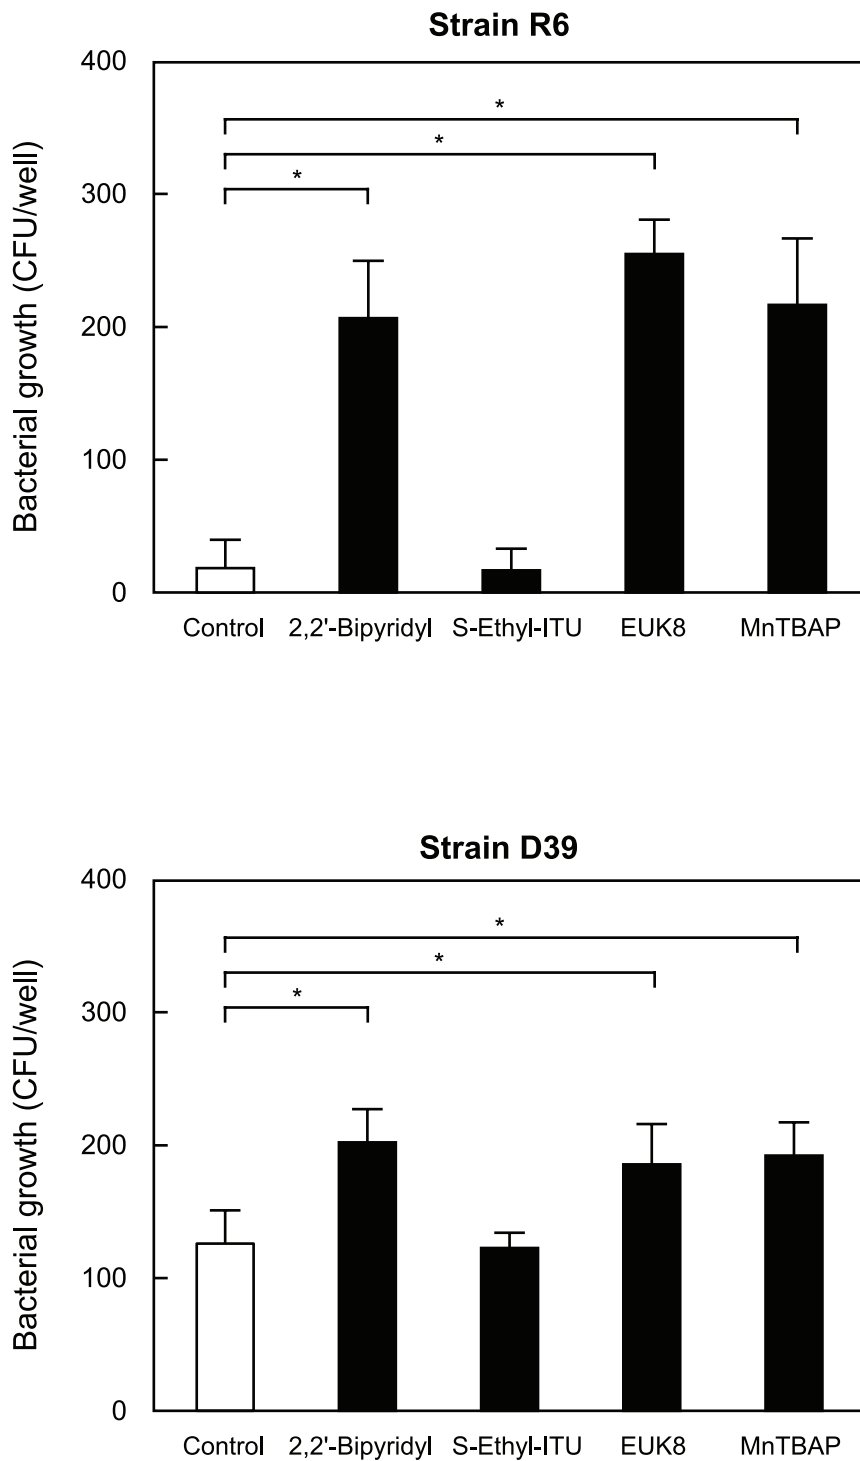 Strain R6
Bacterial growth (CFU/well)
400
300
200
100
0
*
*
*
Control 2,2'-Bipyridyl S-Ethyl-ITU EUK8 MnTBAP
Strain D39
Bacterial growth (CFU/well)
400
300
200
100
0
*
*
*
Control 2,2'-Bipyridyl S-Ethyl-ITU EUK8 MnTBAP